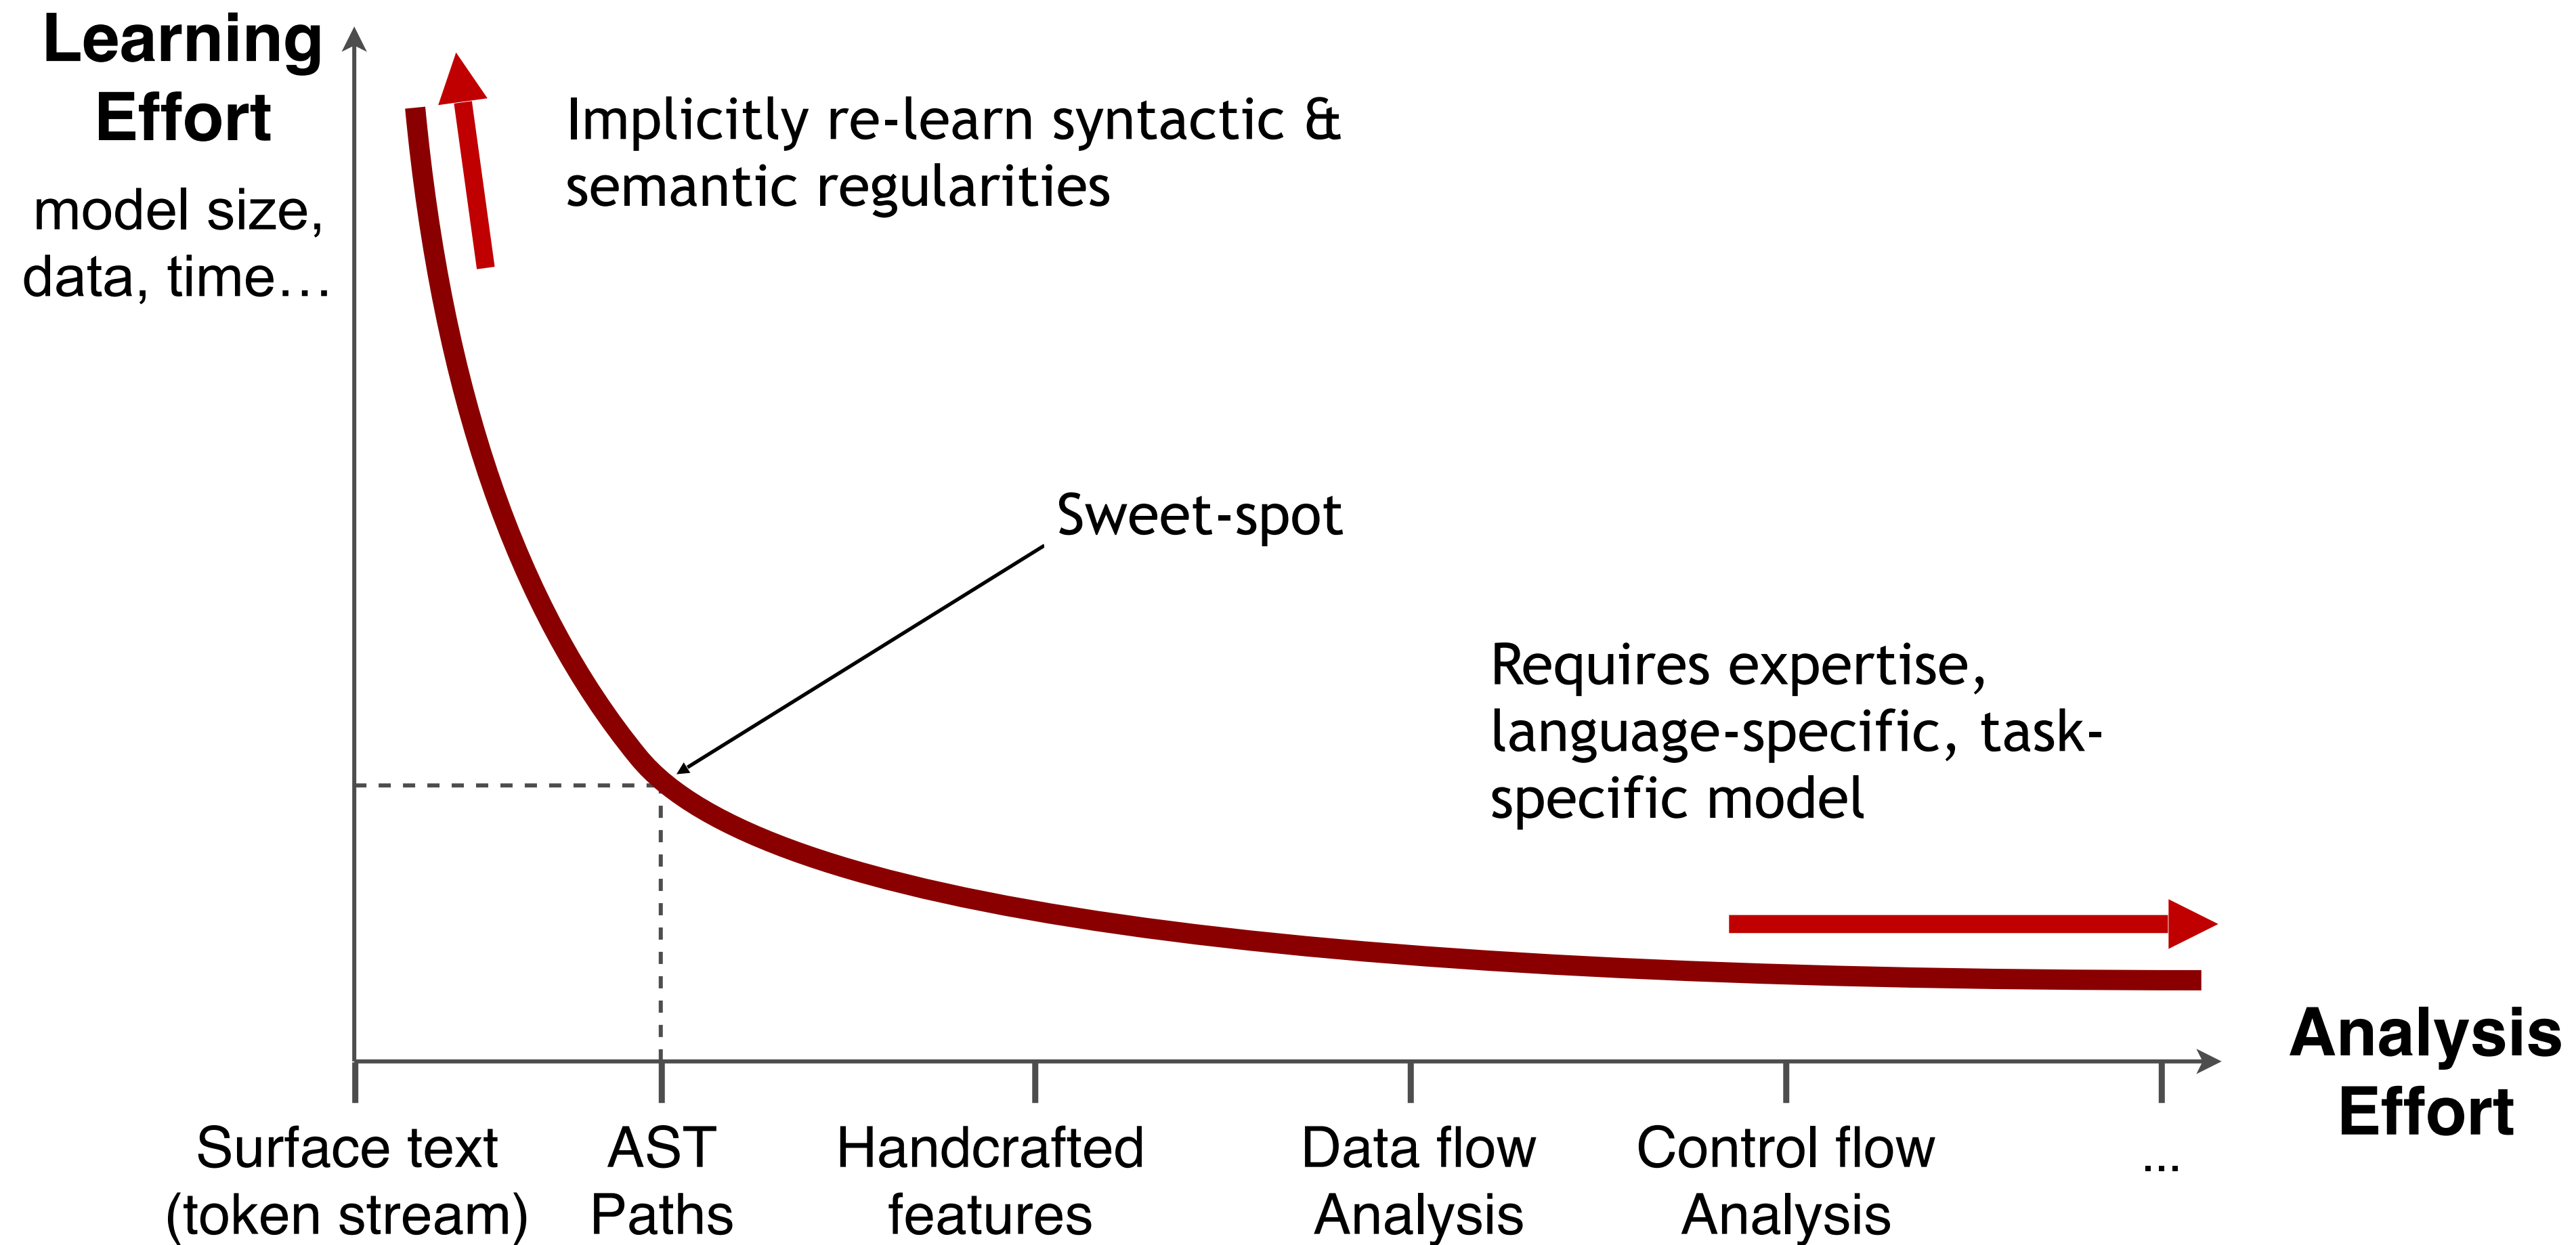 Learning
Effort
model size,
data, time…
Implicitly re-learn syntactic &
semantic regularities
Sweet-spot
Requires expertise,
language-specific, task-
specific model
Analysis
Effort
Surface text
(token stream)
AST
Paths
Handcrafted
features
Data flow
Analysis
Control flow
Analysis
...